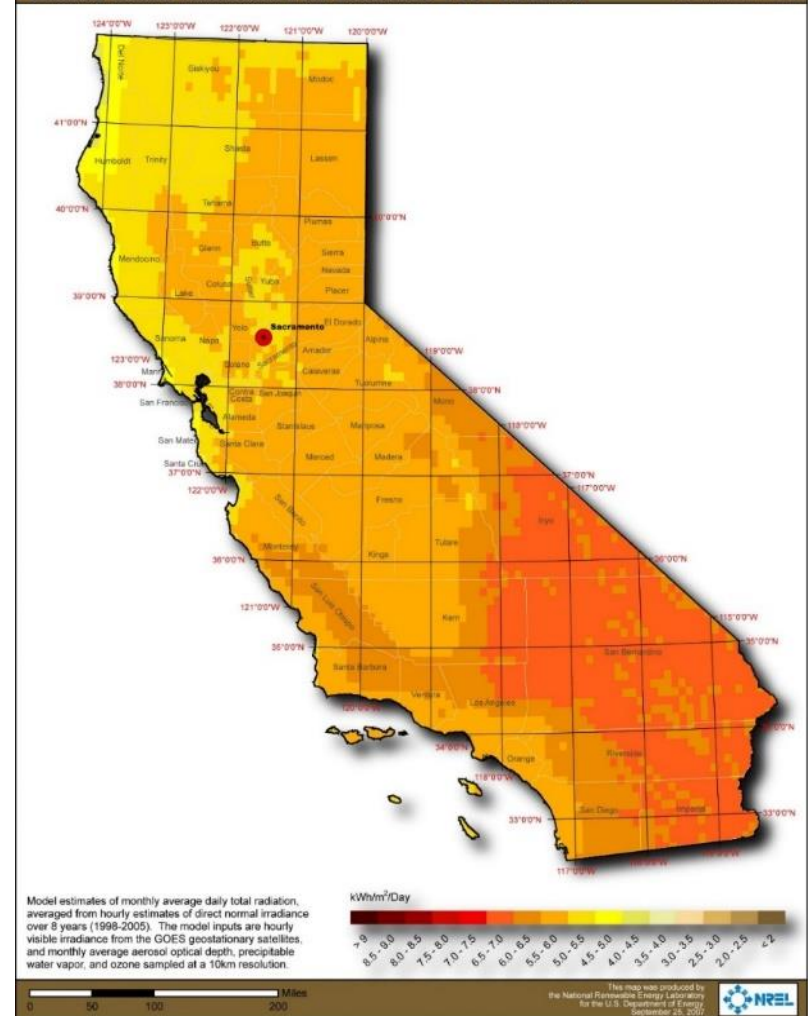 124°0'0"W
123°0'0"W
122°0'0"W
121°0'0"W
120°0'0"W
Del Norte
Siskiyou
Modoc
41°0'0"N
Humboldt
Trinity
Shasta
Lassen
40°0'0"N
Tehama
Plumas
Mendocino
Glenn
Butte
Sierra
Nevada
Colusa
Sutter
Yuba
Placer
39°0'0"N
Lake
El Dorado
Sonoma
Napa
Yolo
Sacramento
Alpine
Amador
119°0'0"W
123°0'0"W
Solano
Sacramento
Calaveras
Tuolumne
38°0'0"N
38°0'0"N
Contra
Costa
San Joaquin
Mono
Alameda
118°0'0"W
Stanislaus
Mariposa
Santa Clara
Merced
Madera
37°0'0"N
37°0'0"N
117°0'0"W
122°0'0"W
San Benito
Fresno
Inyo
Tulare
Monterey
Kings
36°0'0"N
36°0'0"N
121°0'0"W
San Luis Obispo
Kern
115°0'0"W
35°0'0"N
35°0'0"N
San Bernardino
Santa Barbara
Ventura
Los Angeles
120°0'0"W
34°0'0"N
34°0'0"N
118°0'0"W
Orange
Riverside
33°0'0"N
San Diego
Imperial
33°0'0"N
117°0'0"W
Model estimates of monthly average daily total radiation,
averaged from hourly estimates of direct normal irradiance
over 8 years (1998-2005). The model inputs are hourly
visible irradiance from the GOES geostationary satellites,
and monthly average aerosol optical depth, precipitable
water vapor, and ozone sampled at a 10km resolution.
kWh/m²/Day
> 9
8.5 - 9.0
8.0 - 8.5
7.5 - 8.0
7.0 - 7.5
6.5 - 7.0
6.0 - 6.5
5.5 - 6.0
5.0 - 5.5
4.5 - 5.0
4.0 - 4.5
3.5 - 4.0
3.0 - 3.5
2.5 - 3.0
2.0 - 2.5
< 2
Miles
0 50 100 200
This map was produced by
the National Renewable Energy Laboratory
for the U.S. Department of Energy
September 25, 2007
NREL